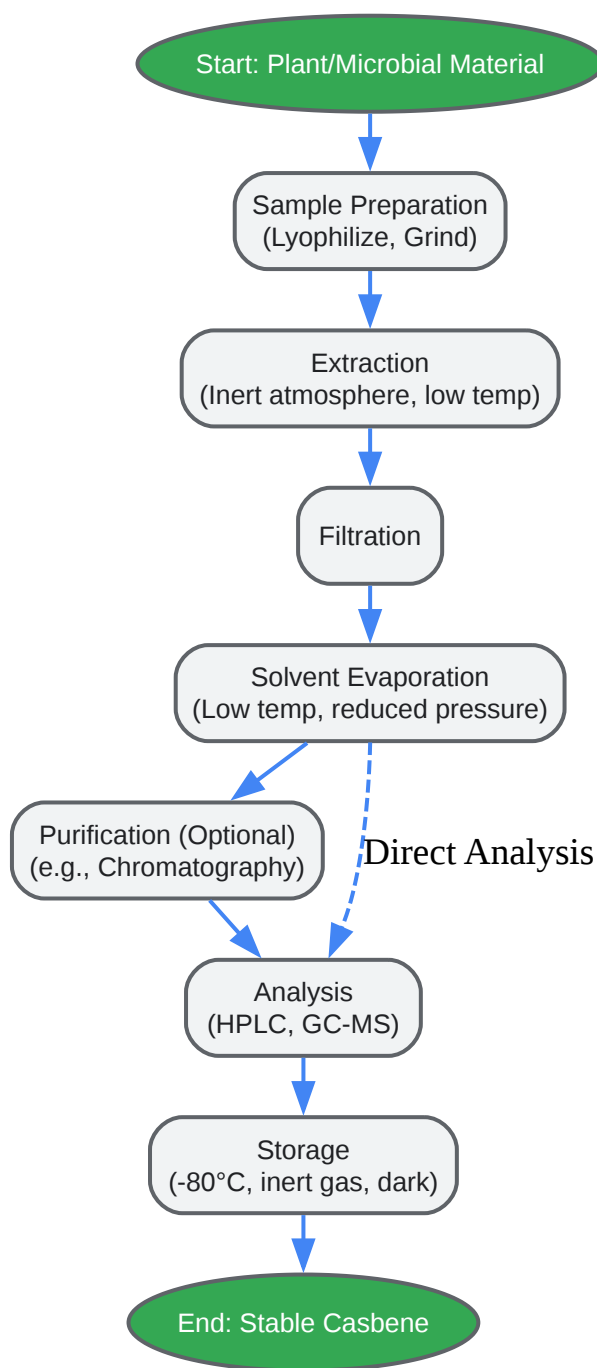 Start: Plant/Microbial Material
Sample Preparation
(Lyophilize, Grind)
Extraction
(Inert atmosphere, low temp)
Filtration
Solvent Evaporation
(Low temp, reduced pressure)
Purification (Optional)
(e.g., Chromatography)
Direct Analysis
Analysis
(HPLC, GC-MS)
Storage
(-80°C, inert gas, dark)
End: Stable Casbene